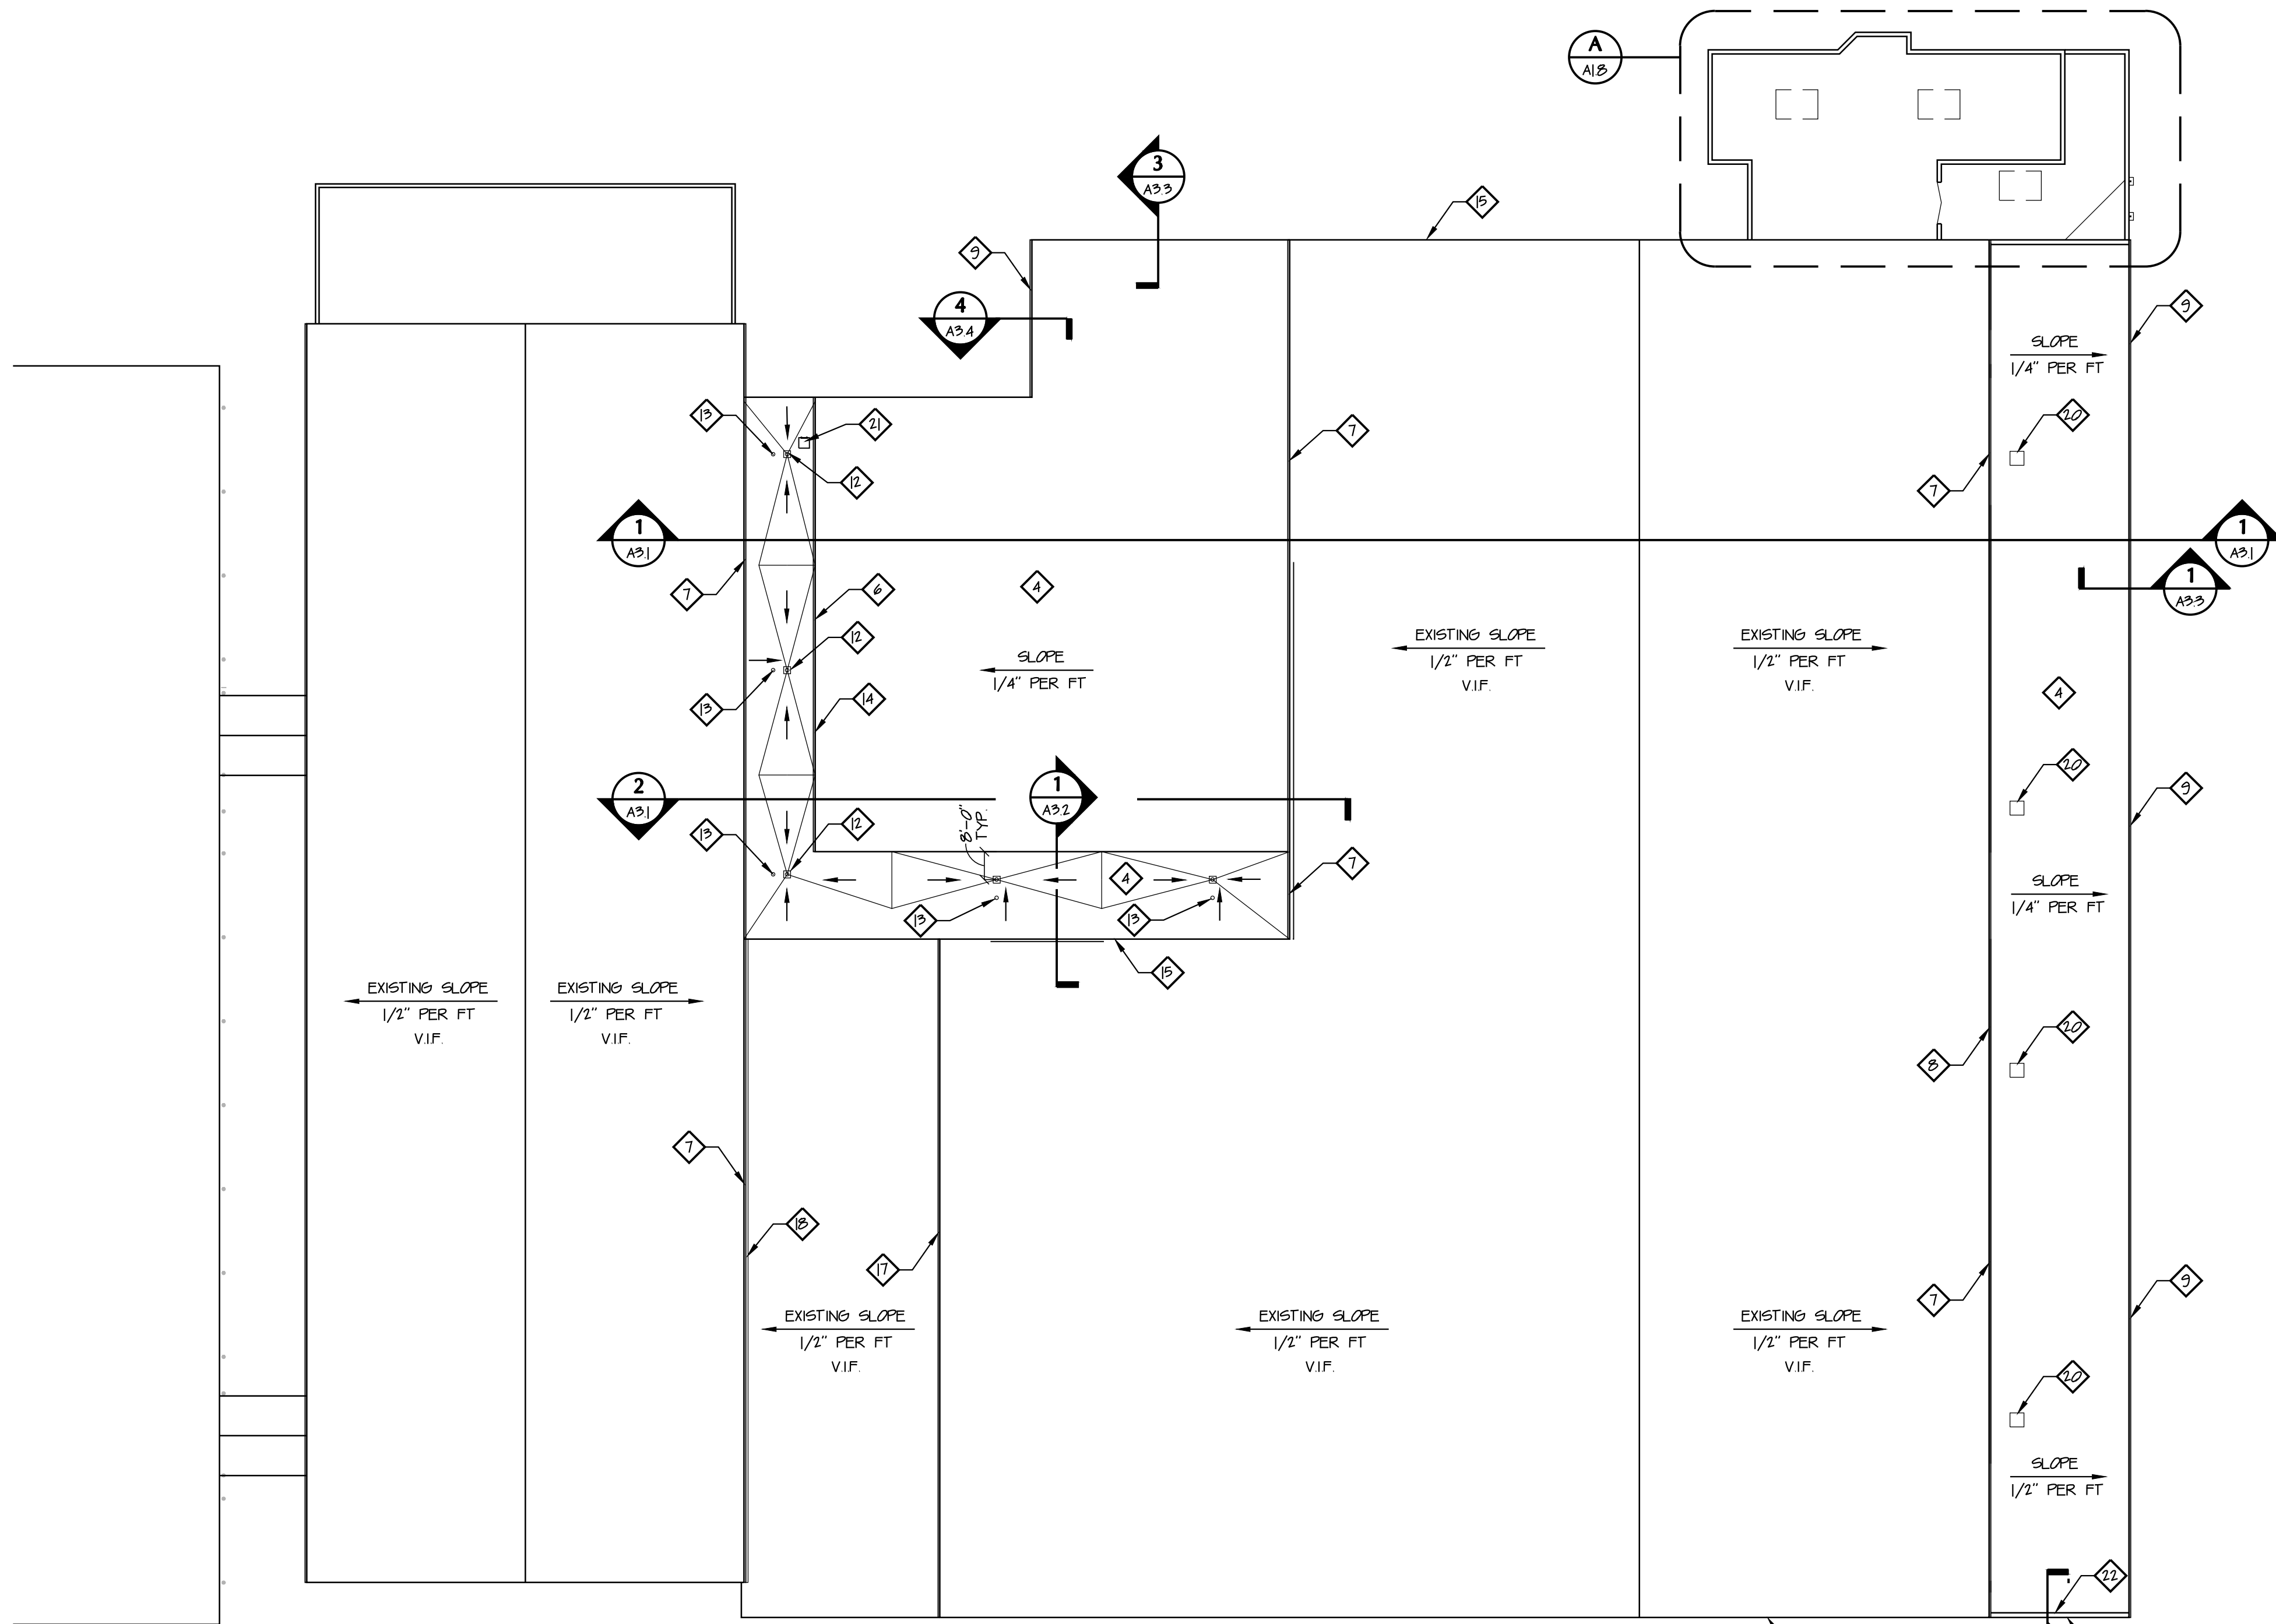 A
A1.8
3
A3.3
15
9
4
A3.4
9
SLOPE
1/4" PER FT
13
21
20
7
12
7
1
A3.1
1
A3.1
1
A3.3
7
6
4
12
EXISTING SLOPE
1/2" PER FT
V.I.F.
EXISTING SLOPE
1/2" PER FT
V.I.F.
SLOPE
1/4" PER FT
4
13
14
20
9
2
A3.1
1
A3.2
8'-0"
TYP.
13
12
7
4
SLOPE
1/4" PER FT
13
13
15
EXISTING SLOPE
1/2" PER FT
V.I.F.
EXISTING SLOPE
1/2" PER FT
V.I.F.
20
8
7
18
17
7
9
EXISTING SLOPE
1/2" PER FT
V.I.F.
EXISTING SLOPE
1/2" PER FT
V.I.F.
EXISTING SLOPE
1/2" PER FT
V.I.F.
20
SLOPE
1/2" PER FT
22